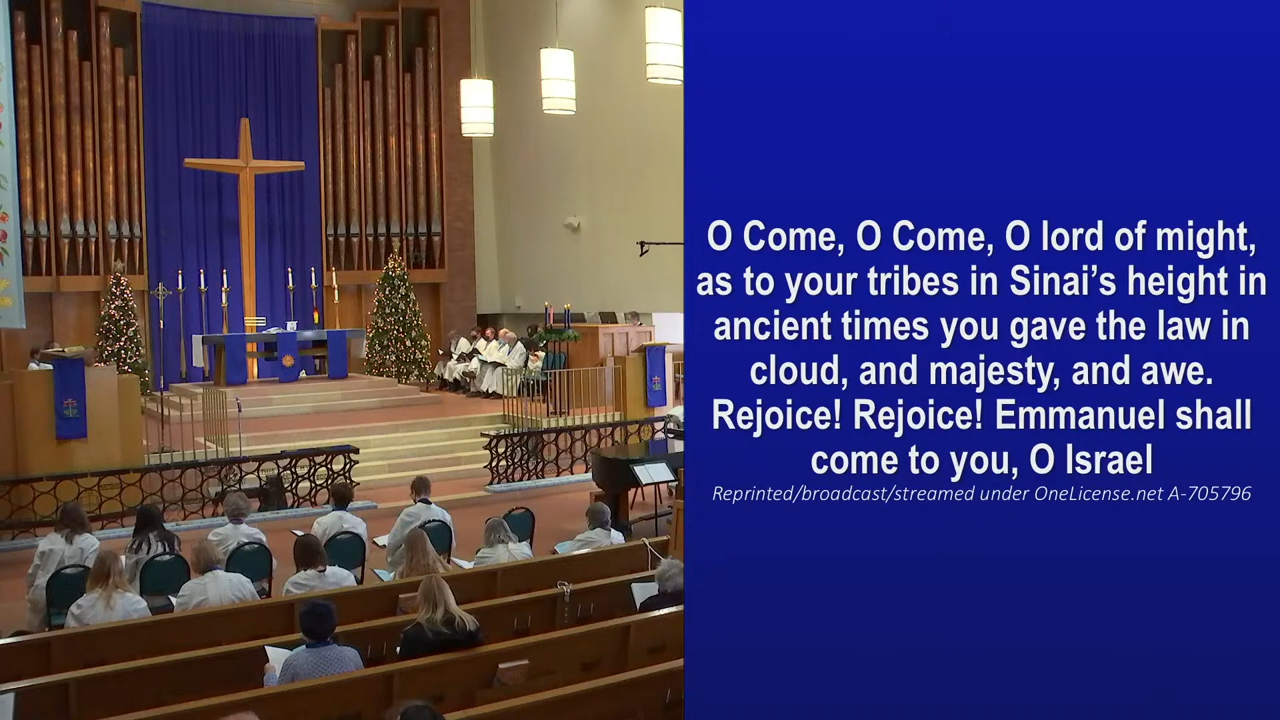 O Come, O Come, O lord of might,
as to your tribes in Sinai’s height in
ancient times you gave the law in
cloud, and majesty, and awe.
Rejoice! Rejoice! Emmanuel shall
come to you, O Israel
Reprinted/broadcast/streamed under OneLicense.net A-705796